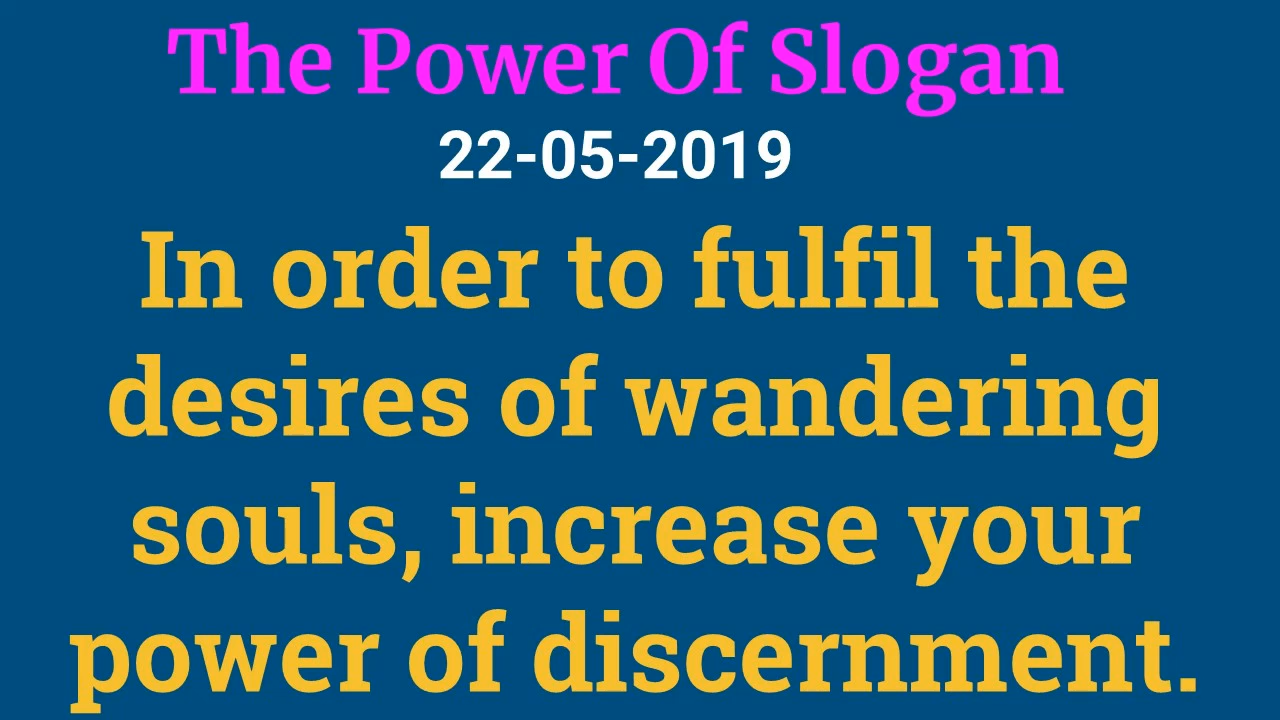 The Power Of Slogan
22-05-2019
In order to fulfil the
desires of wandering
souls, increase your
power of discernment.